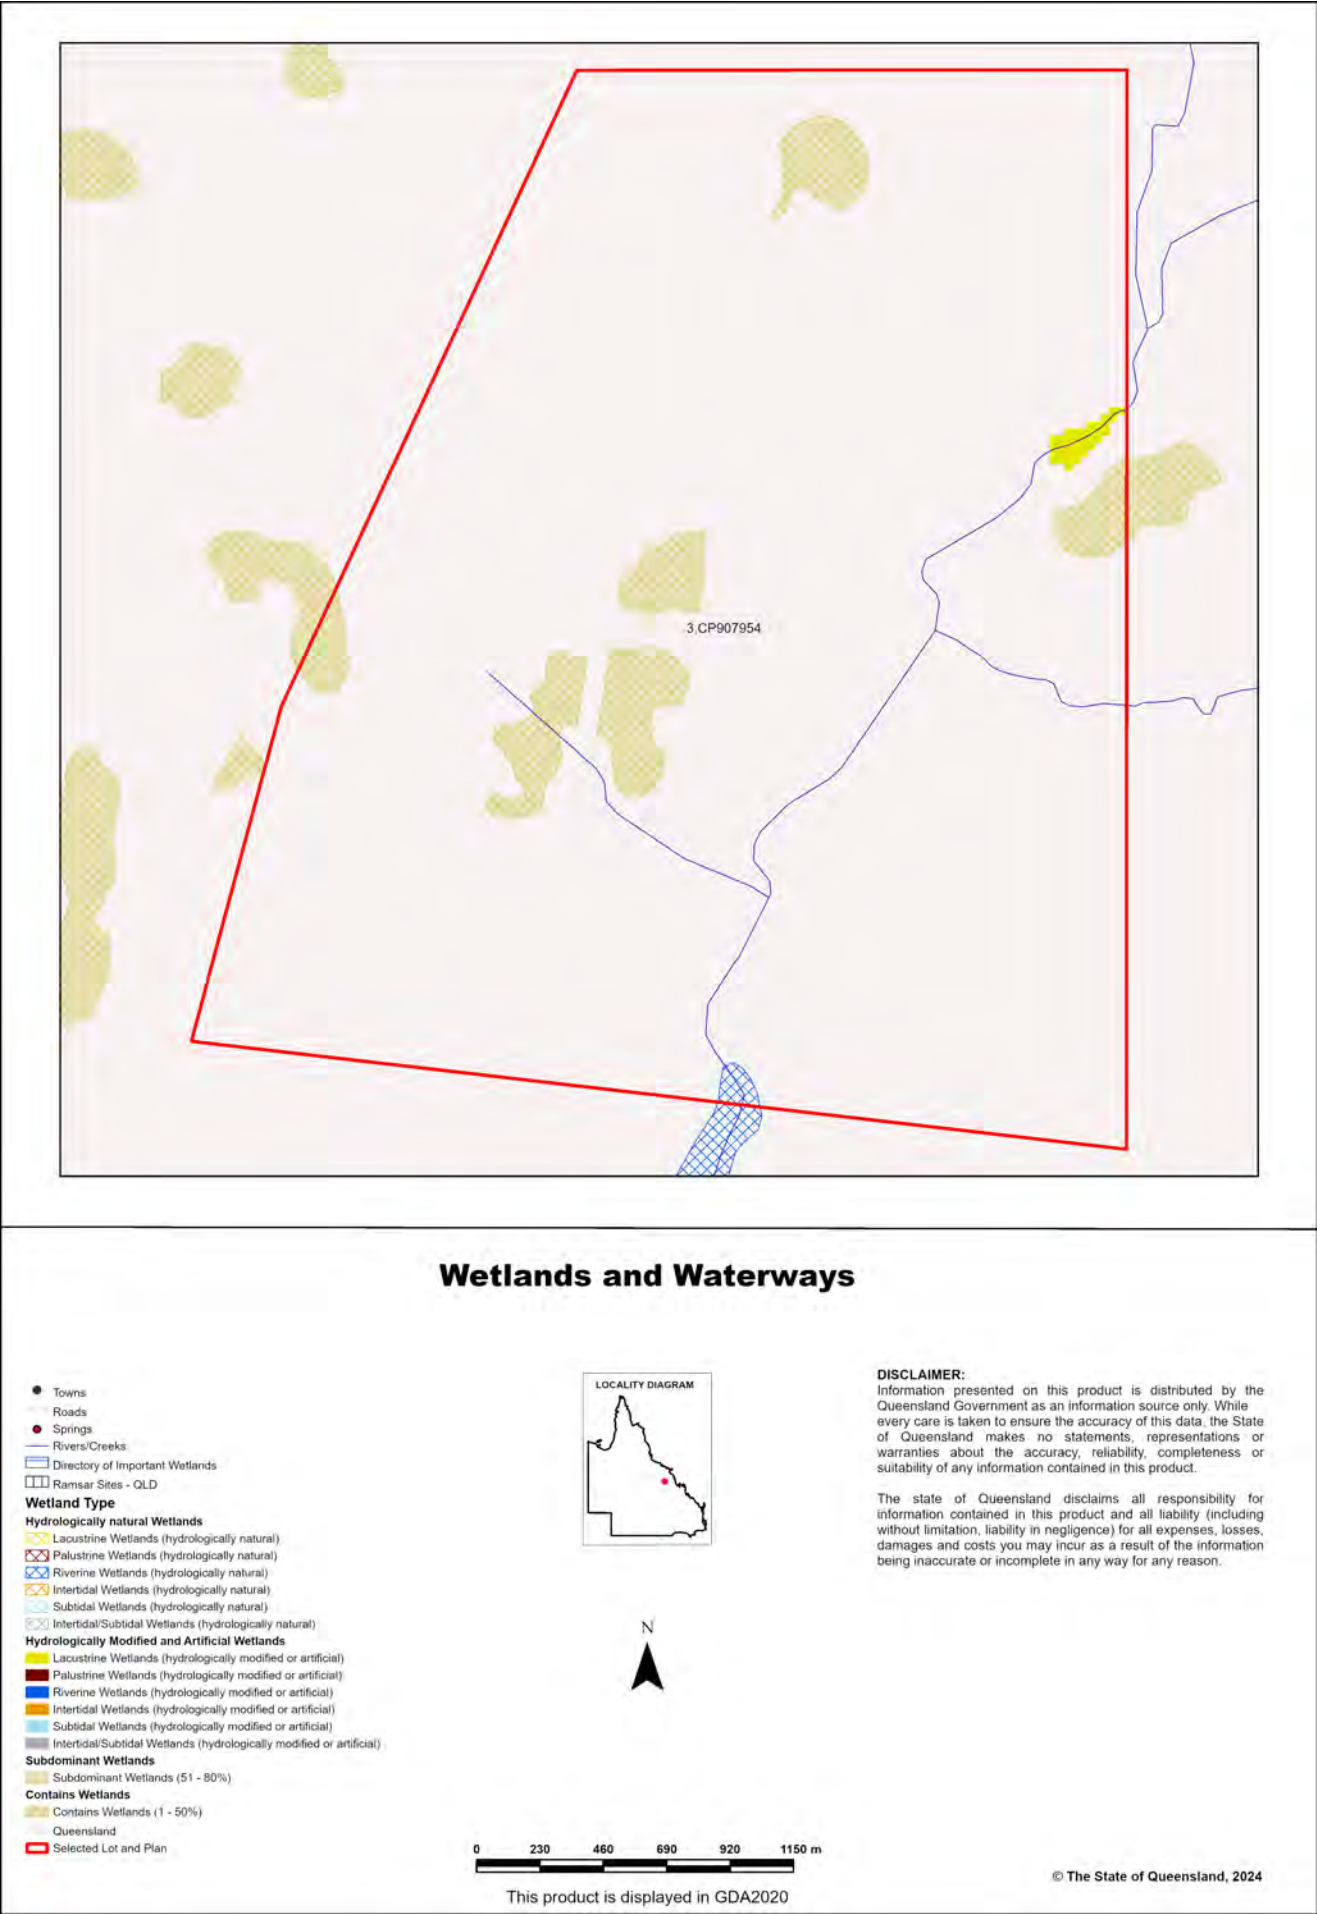 3,CP907954
Wetlands and Waterways
Towns
Roads
Springs
Rivers/Creeks
Directory of Important Wetlands
Ramsar Sites - QLD
Wetland Type
Hydrologically natural Wetlands
Lacustrine Wetlands (hydrologically natural)
Palustrine Wetlands (hydrologically natural)
Riverine Wetlands (hydrologically natural)
Intertidal Wetlands (hydrologically natural)
Subtidal Wetlands (hydrologically natural)
Intertidal/Subtidal Wetlands (hydrologically natural)
Hydrologically Modified and Artificial Wetlands
Lacustrine Wetlands (hydrologically modified or artificial)
Palustrine Wetlands (hydrologically modified or artificial)
Riverine Wetlands (hydrologically modified or artificial)
Intertidal Wetlands (hydrologically modified or artificial)
Subtidal Wetlands (hydrologically modified or artificial)
Intertidal/Subtidal Wetlands (hydrologically modified or artificial)
Subdominant Wetlands
Subdominant Wetlands (51 - 80%)
Contains Wetlands
Contains Wetlands (1 - 50%)
Queensland
Selected Lot and Plan
LOCALITY DIAGRAM
N
0 230 460 690 920 1150 m
This product is displayed in GDA2020
DISCLAIMER:
Information presented on this product is distributed by the
Queensland Government as an information source only. While
every care is taken to ensure the accuracy of this data, the State
of Queensland makes no statements, representations or
warranties about the accuracy, reliability, completeness or
suitability of any information contained in this product.
The state of Queensland disclaims all responsibility for
information contained in this product and all liability (including
without limitation, liability in negligence) for all expenses, losses,
damages and costs you may incur as a result of the information
being inaccurate or incomplete in any way for any reason.
© The State of Queensland, 2024